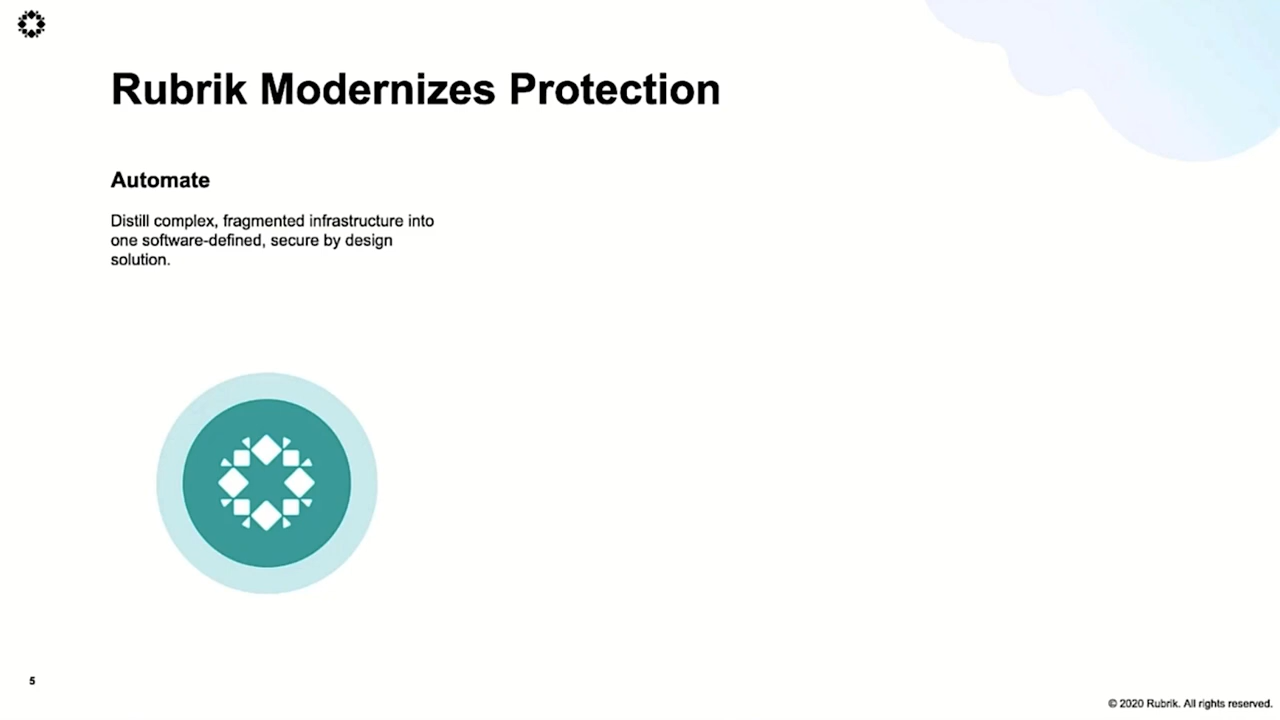 Rubrik Modernizes Protection
Automate
Distill complex, fragmented infrastructure into
one software-defined, secure by design
solution.
5
© 2020 Rubrik. All rights reserved.